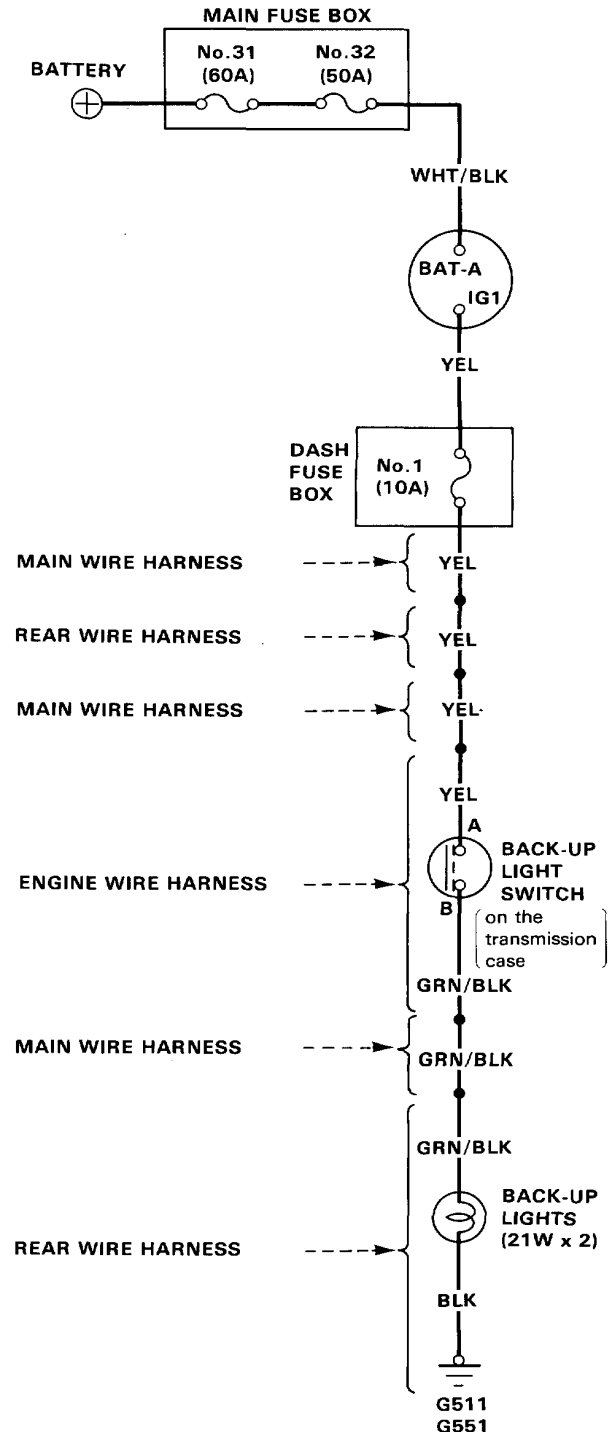 MAIN FUSE BOX
No.31
(60A)
No.32
(50A)
BATTERY
WHT/BLK
BAT-A
IG1
YEL
DASH
FUSE
BOX
No.1
(10A)
MAIN WIRE HARNESS
YEL
REAR WIRE HARNESS
YEL
MAIN WIRE HARNESS
YEL
YEL
A
BACK-UP
LIGHT
SWITCH
ENGINE WIRE HARNESS
B
on the
transmission
case
GRN/BLK
MAIN WIRE HARNESS
GRN/BLK
GRN/BLK
BACK-UP
LIGHTS
(21W x 2)
REAR WIRE HARNESS
BLK
G511
G551